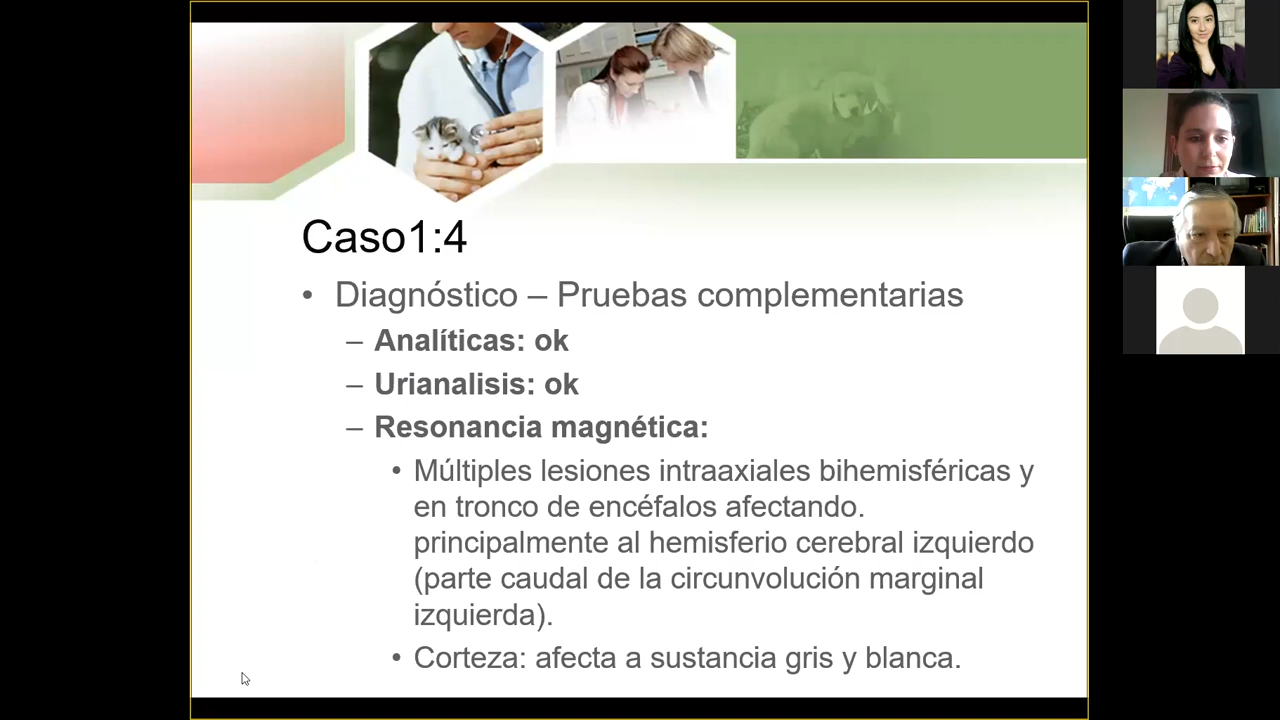 Caso1:4
• Diagnóstico – Pruebas complementarias
– Analíticas: ok
– Urianalisis: ok
– Resonancia magnética:
• Múltiples lesiones intraaxiales bihemisféricas y
en tronco de encéfalos afectando.
principalmente al hemisferio cerebral izquierdo
(parte caudal de la circunvolución marginal
izquierda).
• Corteza: afecta a sustancia gris y blanca.